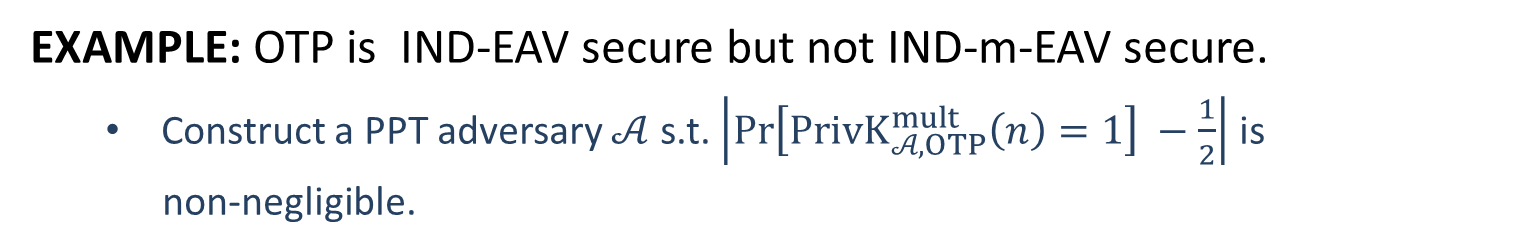 EXAMPLE: OTP is IND-EAV secure but not IND-m-EAV secure.
• Construct a PPT adversary 𝒜 s.t. |Pr[PrivK^{mult}_{𝒜,OTP}(n) = 1] − 1/2| is
non-negligible.